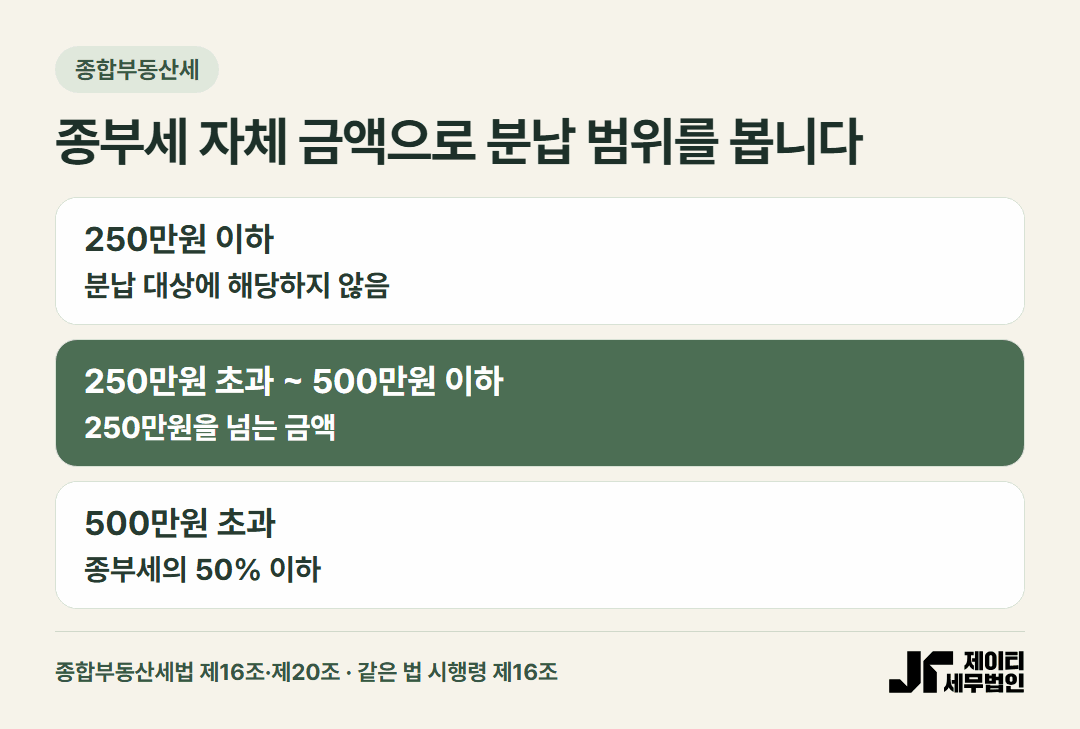 종합부동산세
종부세 자체 금액으로 분납 범위를 봅니다
250만원 이하
분납 대상에 해당하지 않음
250만원 초과 ~ 500만원 이하
250만원을 넘는 금액
500만원 초과
종부세의 50% 이하
종합부동산세법 제16조·제20조 · 같은 법 시행령 제16조
JT 제이티
세무법인